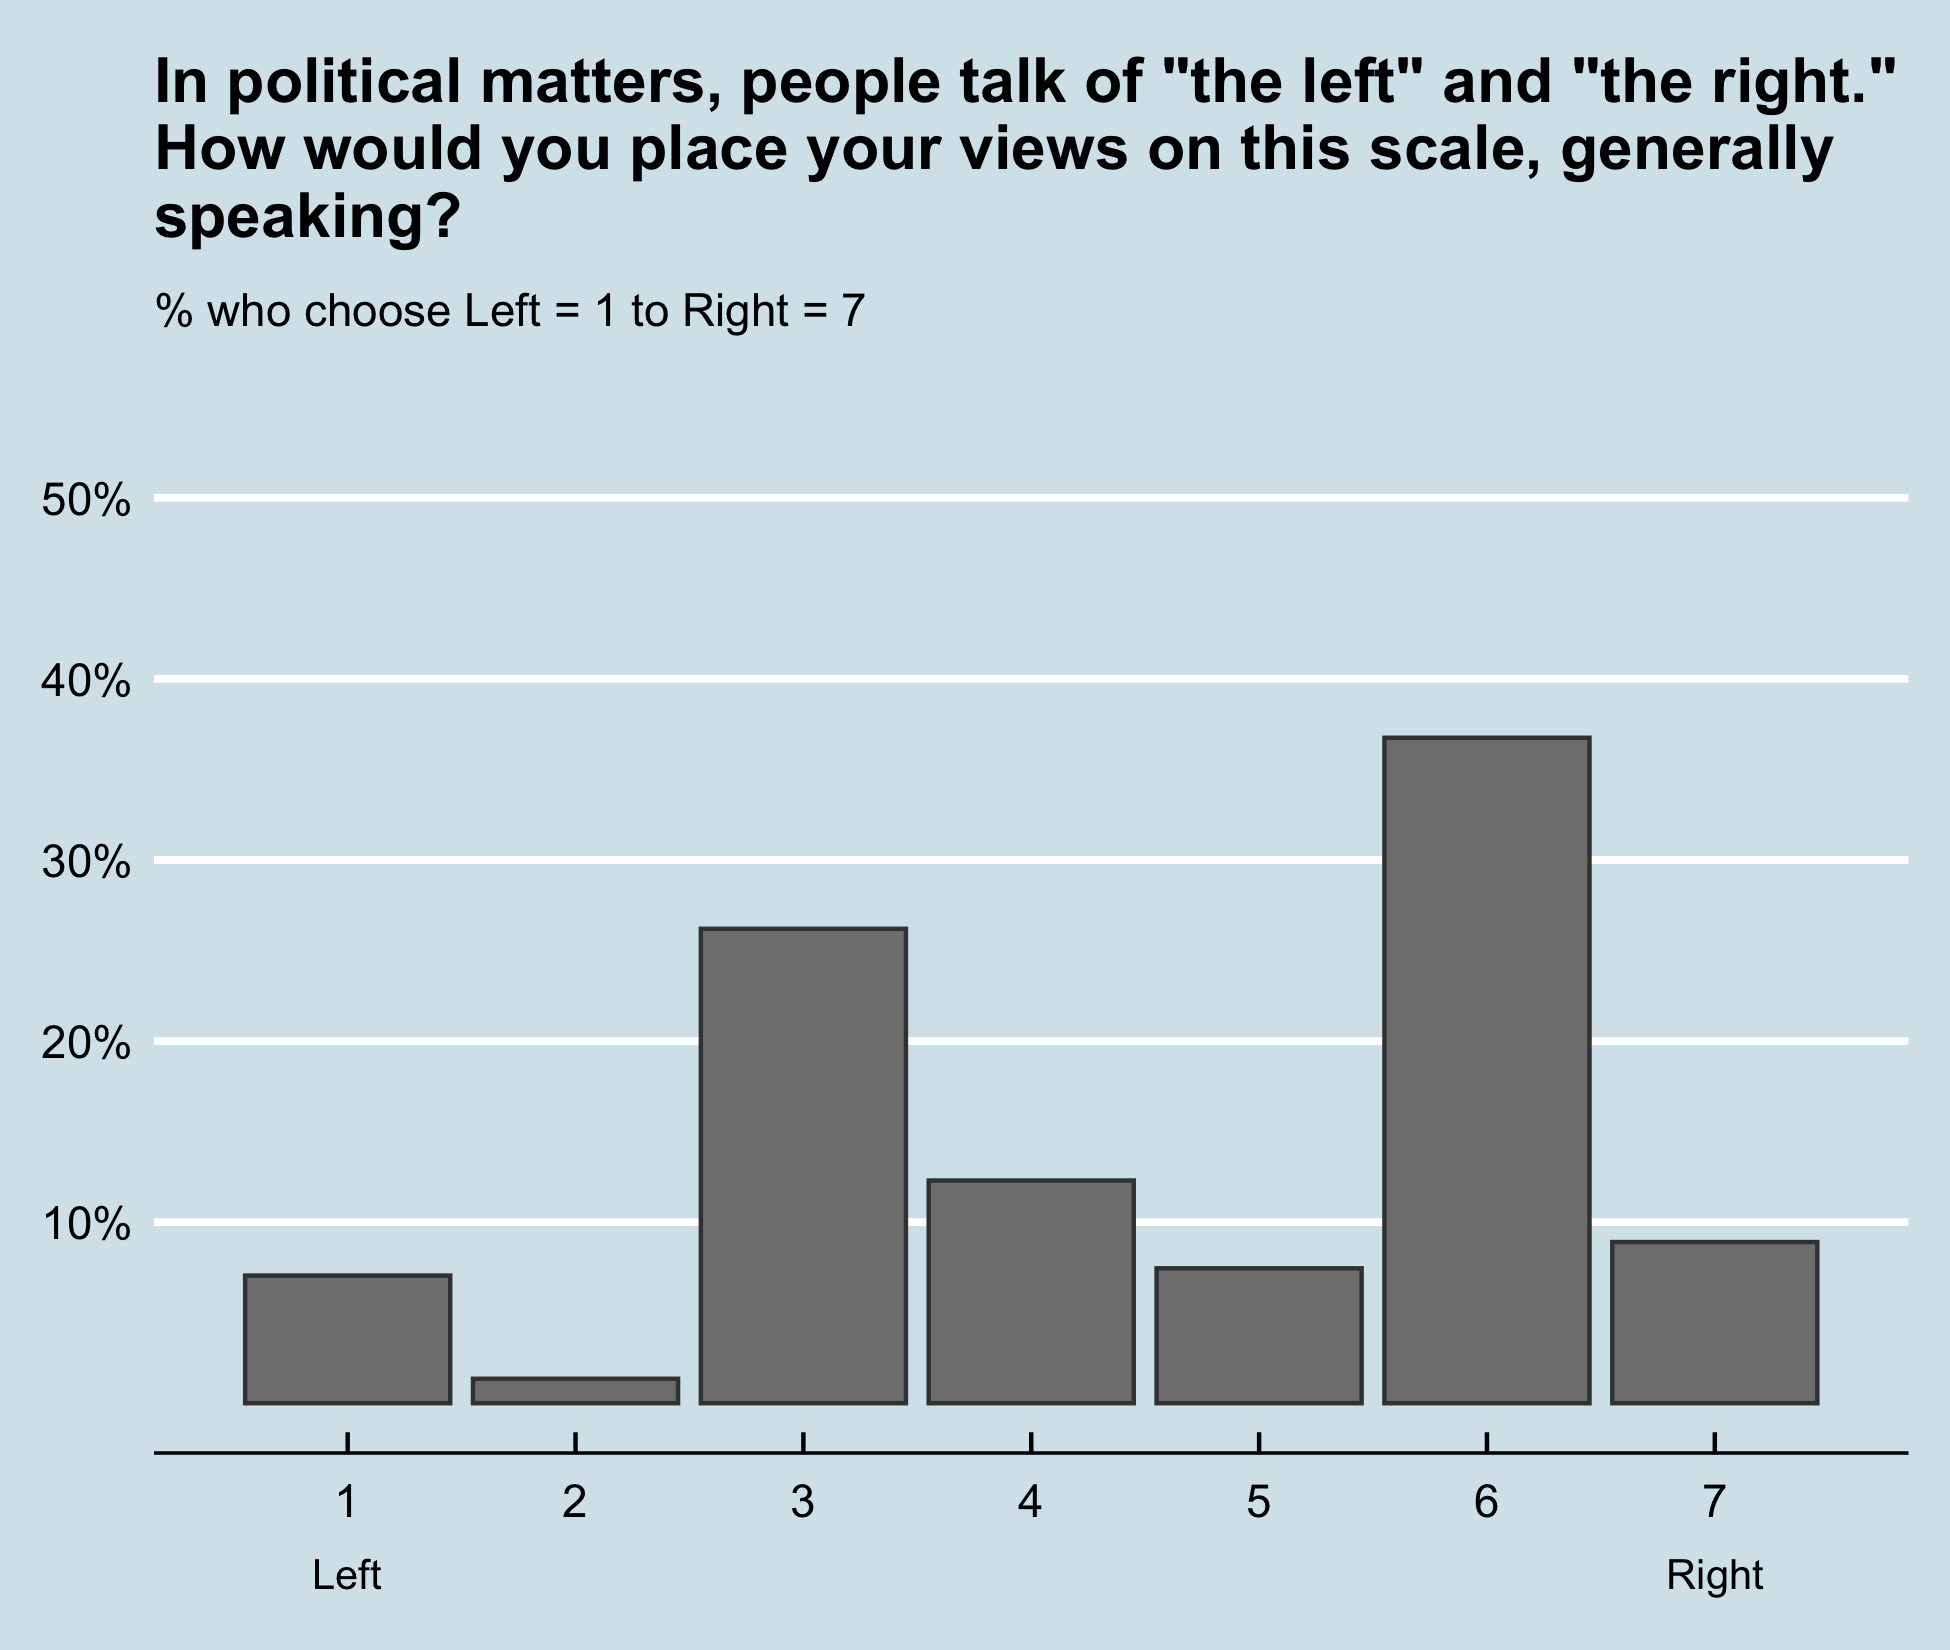 In political matters, people talk of "the left" and "the right."
How would you place your views on this scale, generally
speaking?
% who choose Left = 1 to Right = 7
50%
40%
30%
20%
10%
1 2 3 4 5 6 7
Left Right